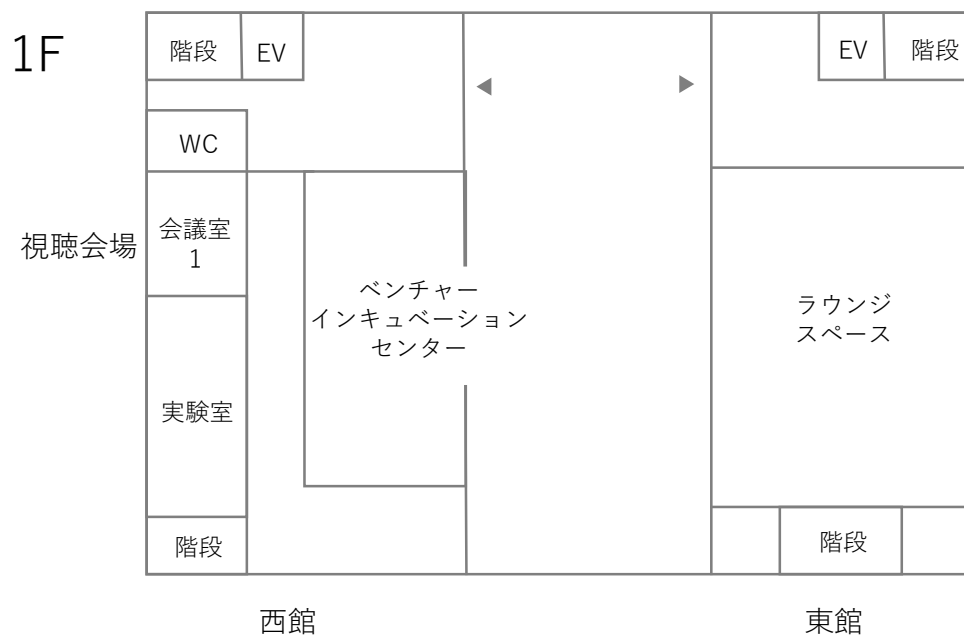 1F
階段
EV
EV
階段
WC
視聴会場
会議室
1
ベンチャー
インキュベーション
センター
ラウンジ
スペース
実験室
階段
階段
西館
東館